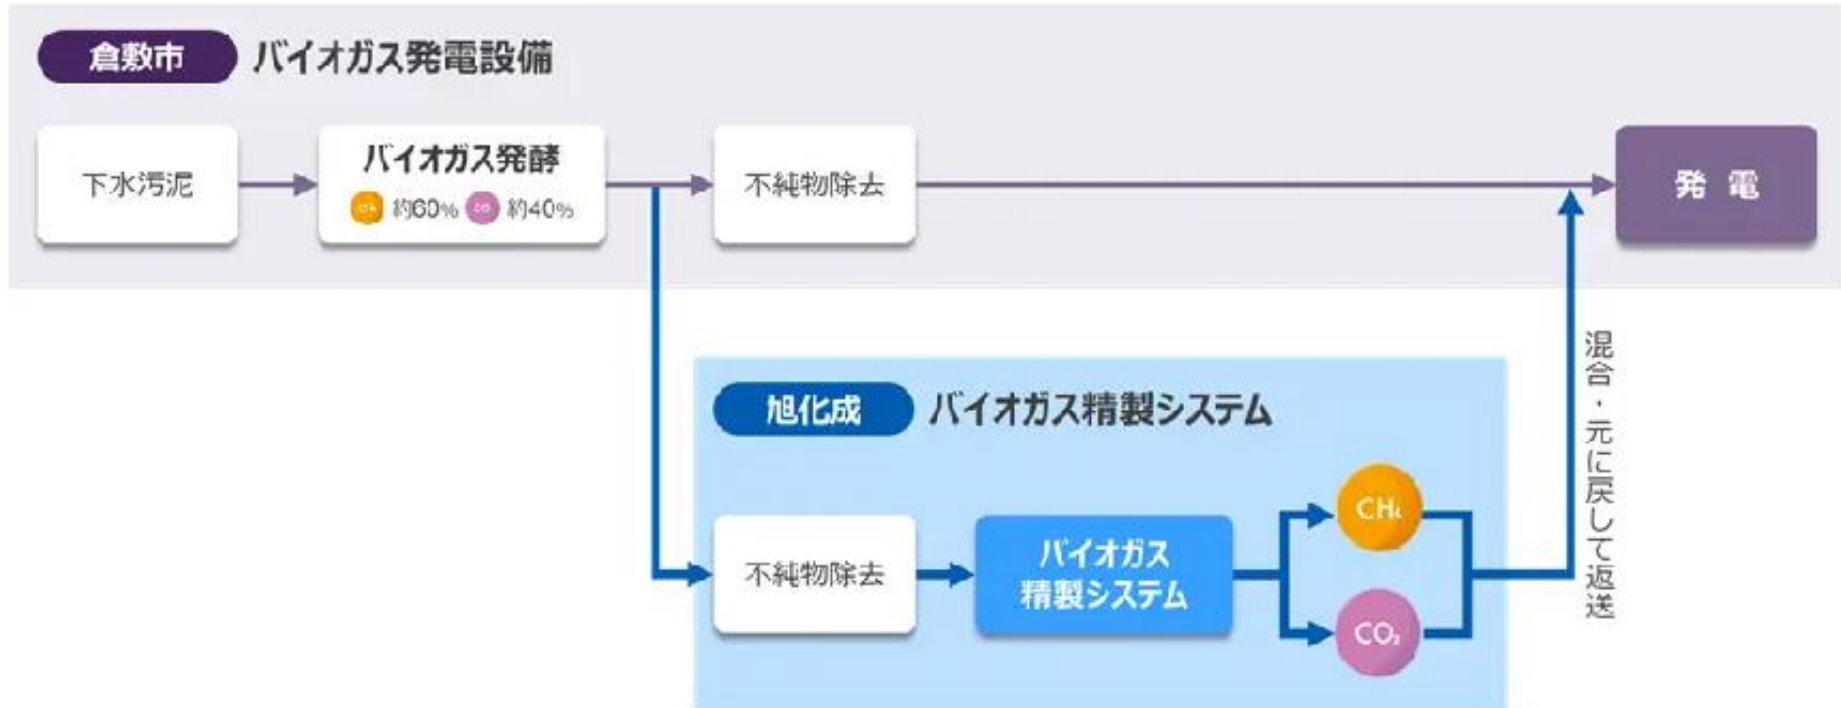 倉敷市 バイオガス発電設備
下水汚泥
バイオガス発酵
約60% 約40%
不純物除去
発電
混合・元に戻して返送
旭化成 バイオガス精製システム
不純物除去
バイオガス
精製システム
CH₄
CO₂